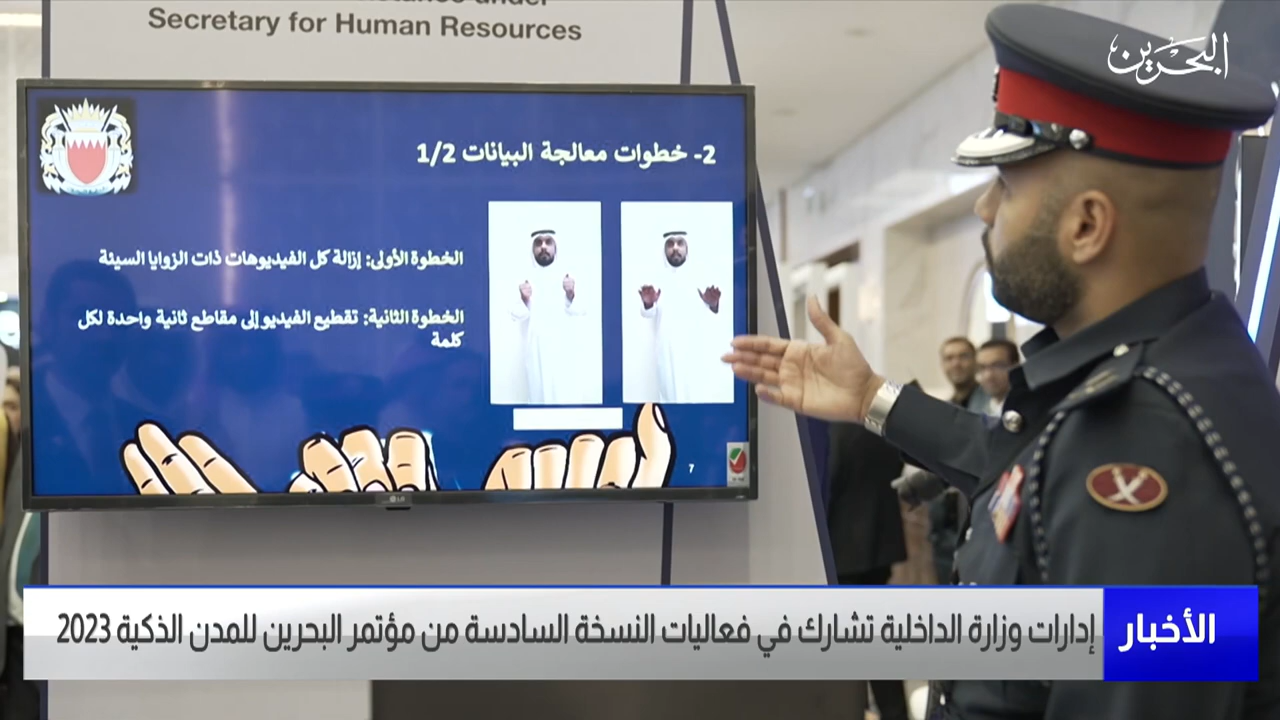 Secretary for Human Resources
البحرين
2- خطوات معالجة البيانات 1/2
الخطوة الأولى: إزالة كل الفيديوهات ذات الزوايا السيئة
الخطوة الثانية: تقطيع الفيديو إلى مقاطع ثانية واحدة لكل
كلمة
7
LG
الأخبار
إدارات وزارة الداخلية تشارك في فعاليات النسخة السادسة من مؤتمر البحرين للمدن الذكية 2023